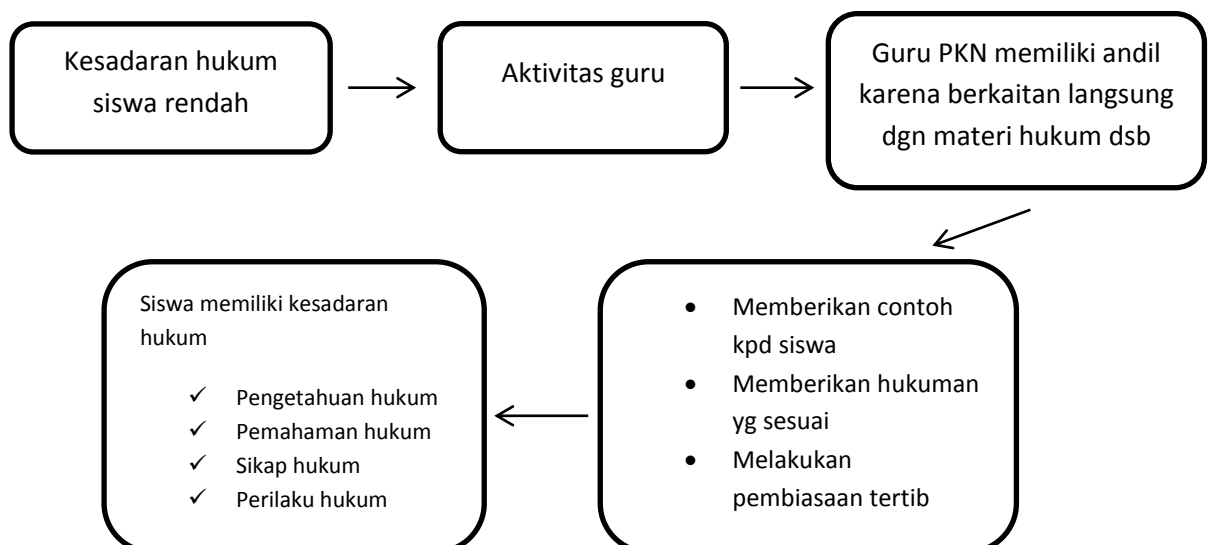 Kesadaran hukum
siswa rendah
Aktivitas guru
Guru PKN memiliki andil
karena berkaitan langsung
dgn materi hukum dsb
• Memberikan contoh
kpd siswa
• Memberikan hukuman
yg sesuai
• Melakukan
pembiasaan tertib
Siswa memiliki kesadaran
hukum
✓ Pengetahuan hukum
✓ Pemahaman hukum
✓ Sikap hukum
✓ Perilaku hukum